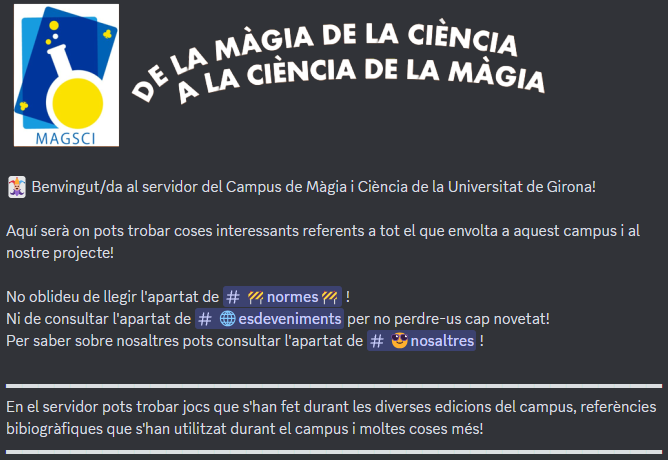 MAGSCI
DE LA MÀGIA DE LA CIÈNCIA
A LA CIÈNCIA DE LA MÀGIA
🃏 Benvingut/da al servidor del Campus de Màgia i Ciència de la Universitat de Girona!
Aquí serà on pots trobar coses interessants referents a tot el que envolta a aquest campus i al
nostre projecte!
No oblideu de llegir l'apartat de # 🚧normes🚧 !
Ni de consultar l'apartat de # 🌐esdeveniments per no perdre-us cap novetat!
Per saber sobre nosaltres pots consultar l'apartat de # nosaltres !
En el servidor pots trobar jocs que s'han fet durant les diverses edicions del campus, referències
bibiogràfiques que s'han utilitzat durant el campus i moltes coses més!